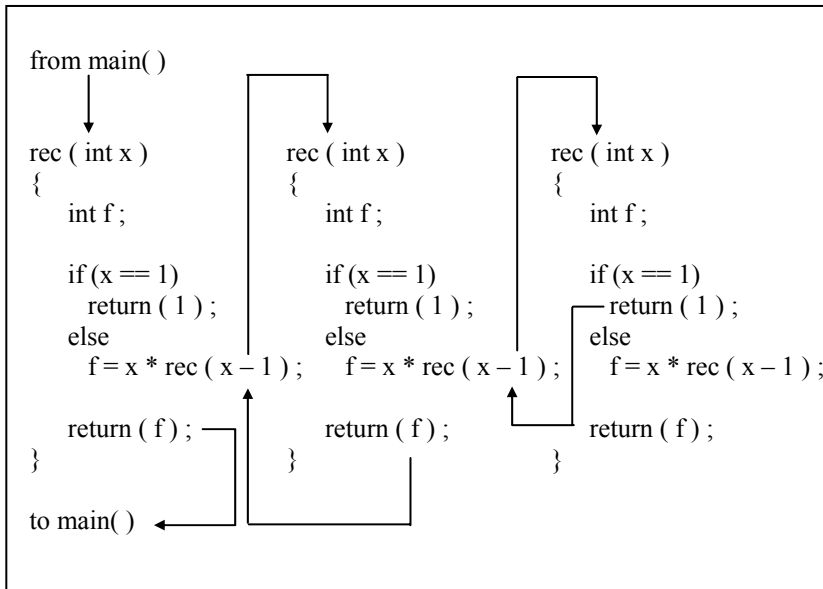 from main( )
rec ( int x )
{
int f ;
if (x == 1)
return ( 1 ) ;
else
f = x * rec ( x – 1 ) ;
return ( f ) ;
}
to main( )
rec ( int x )
{
int f ;
if (x == 1)
return ( 1 ) ;
else
f = x * rec ( x – 1 ) ;
return ( f ) ;
}
rec ( int x )
{
int f ;
if (x == 1)
return ( 1 ) ;
else
f = x * rec ( x – 1 ) ;
return ( f ) ;
}